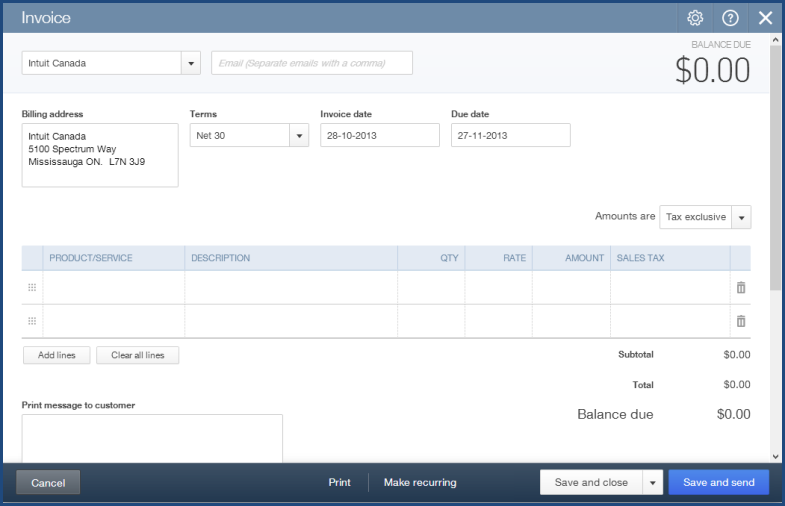 Invoice
BALANCE DUE
$0.00
Intuit Canada
Email (Separate emails with a comma)
Billing address
Terms
Invoice date
Due date
Intuit Canada
5100 Spectrum Way
Mississauga ON.  L7N 3J9
Net 30
28-10-2013
27-11-2013
Amounts are
Tax exclusive
PRODUCT/SERVICE
DESCRIPTION
QTY
RATE
AMOUNT
SALES TAX
Add lines
Clear all lines
Subtotal
$0.00
Total
$0.00
Print message to customer
Balance due
$0.00
Cancel
Print
Make recurring
Save and close
Save and send